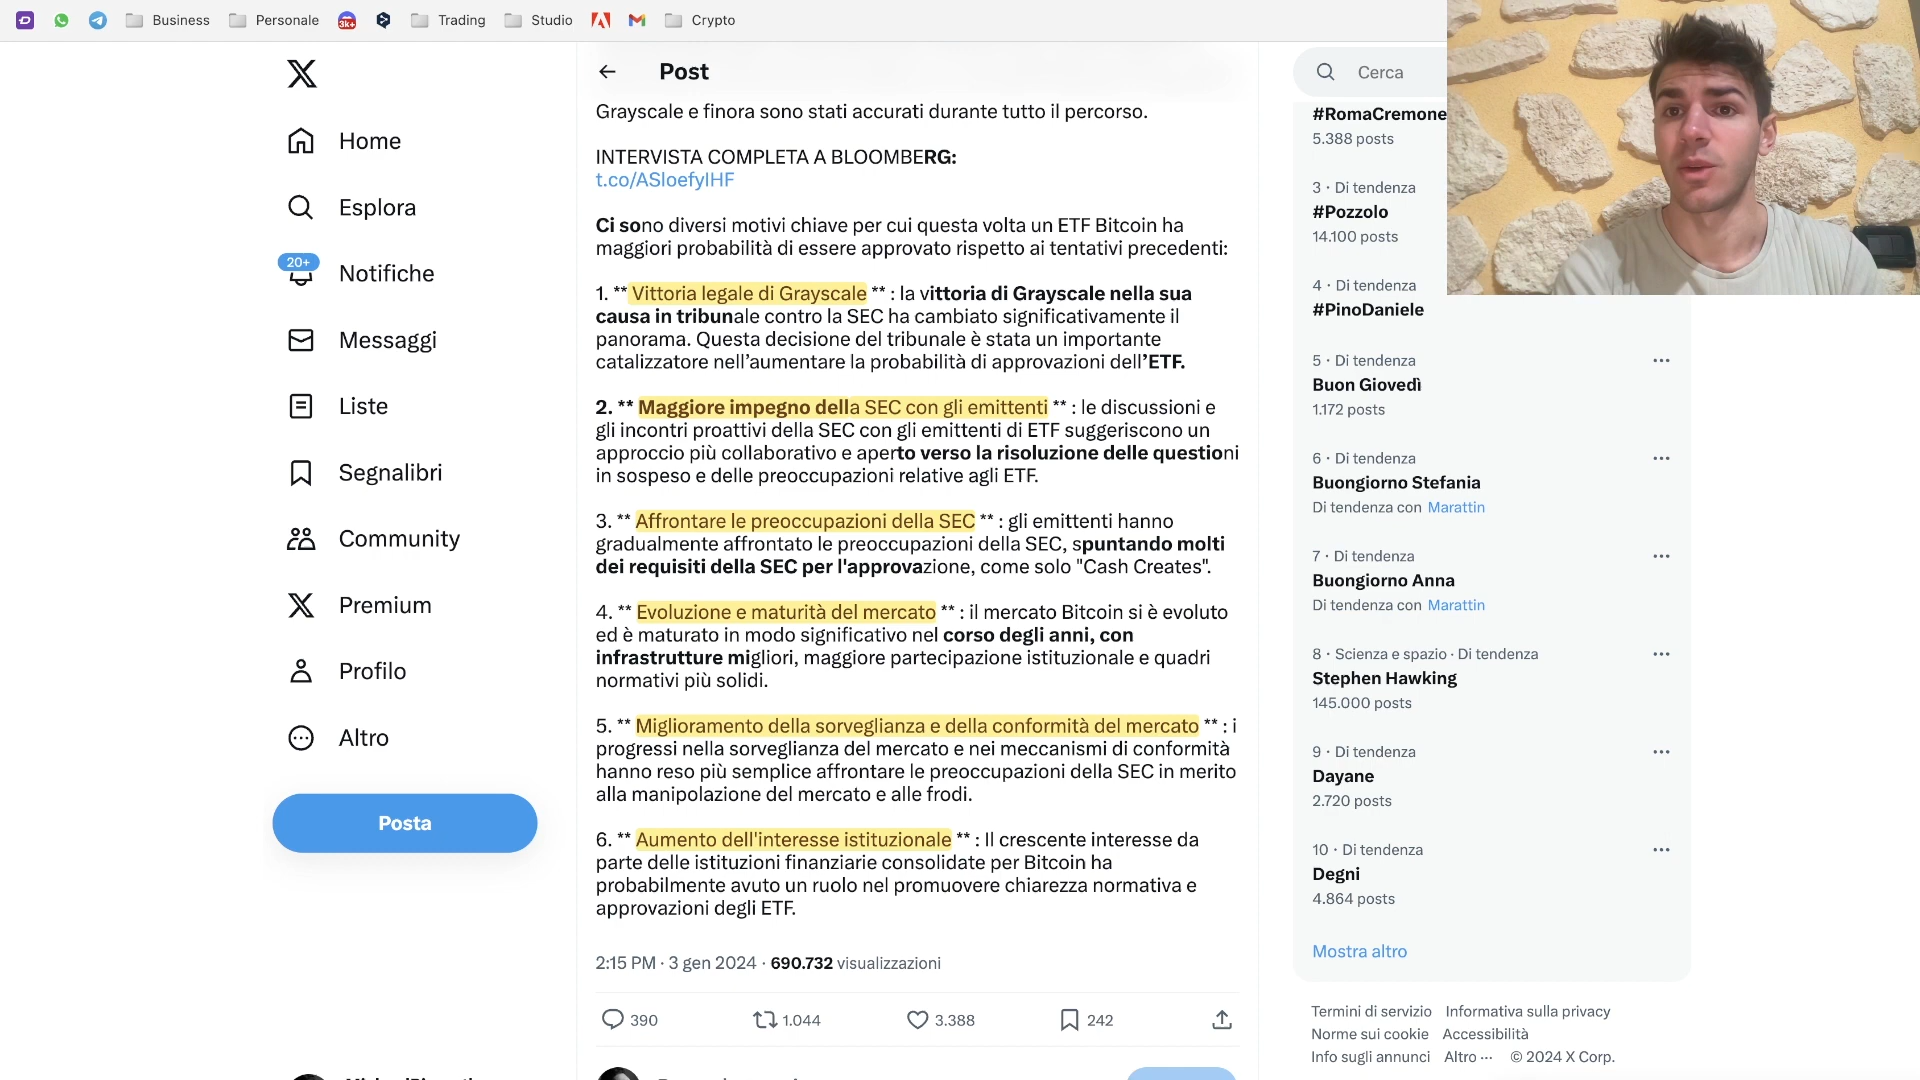 Business
Personale
3k+
Trading
Studio
Crypto
Home
Esplora
20+
Notifiche
Messaggi
Liste
Segnalibri
Community
Premium
Profilo
Altro
Posta
Post
Grayscale e finora sono stati accurati durante tutto il percorso.
INTERVISTA COMPLETA A BLOOMBERG:
t.co/ASloefyIHF
Ci sono diversi motivi chiave per cui questa volta un ETF Bitcoin ha
maggiori probabilità di essere approvato rispetto ai tentativi precedenti:
1. ** Vittoria legale di Grayscale ** : la vittoria di Grayscale nella sua
causa in tribunale contro la SEC ha cambiato significativamente il
panorama. Questa decisione del tribunale è stata un importante
catalizzatore nell’aumentare la probabilità di approvazioni dell’ETF.
2. ** Maggiore impegno della SEC con gli emittenti ** : le discussioni e
gli incontri proattivi della SEC con gli emittenti di ETF suggeriscono un
approccio più collaborativo e aperto verso la risoluzione delle questioni
in sospeso e delle preoccupazioni relative agli ETF.
3. ** Affrontare le preoccupazioni della SEC ** : gli emittenti hanno
gradualmente affrontato le preoccupazioni della SEC, spuntando molti
dei requisiti della SEC per l'approvazione, come solo "Cash Creates".
4. ** Evoluzione e maturità del mercato ** : il mercato Bitcoin si è evoluto
ed è maturato in modo significativo nel corso degli anni, con
infrastrutture migliori, maggiore partecipazione istituzionale e quadri
normativi più solidi.
5. ** Miglioramento della sorveglianza e della conformità del mercato ** : i
progressi nella sorveglianza del mercato e nei meccanismi di conformità
hanno reso più semplice affrontare le preoccupazioni della SEC in merito
alla manipolazione del mercato e alle frodi.
6. ** Aumento dell'interesse istituzionale ** : Il crescente interesse da
parte delle istituzioni finanziarie consolidate per Bitcoin ha
probabilmente avuto un ruolo nel promuovere chiarezza normativa e
approvazioni degli ETF.
2:15 PM · 3 gen 2024 · 690.732 visualizzazioni
390
1.044
3.388
242
Cerca
#RomaCremone
5.388 posts
3 · Di tendenza
#Pozzolo
14.100 posts
4 · Di tendenza
#PinoDaniele
5 · Di tendenza
Buon Giovedì
1.172 posts
6 · Di tendenza
Buongiorno Stefania
Di tendenza con Marattin
7 · Di tendenza
Buongiorno Anna
Di tendenza con Marattin
8 · Scienza e spazio · Di tendenza
Stephen Hawking
145.000 posts
9 · Di tendenza
Dayane
2.720 posts
10 · Di tendenza
Degni
4.864 posts
Mostra altro
Termini di servizio Informativa sulla privacy
Norme sui cookie Accessibilità
Info sugli annunci Altro ··· © 2024 X Corp.